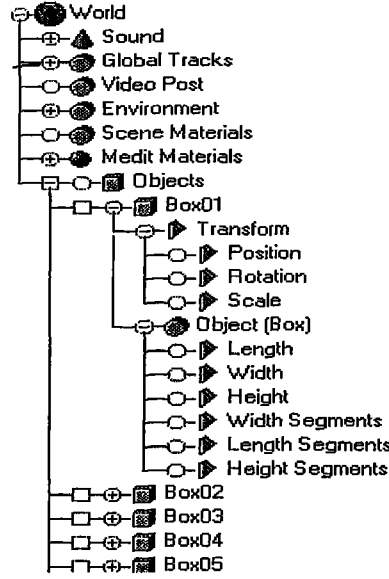 World
Sound
Global Tracks
Video Post
Environment
Scene Materials
Medit Materials
Objects
Box01
Transform
Position
Rotation
Scale
Object (Box)
Length
Width
Height
Width Segments
Length Segments
Height Segments
Box02
Box03
Box04
Box05